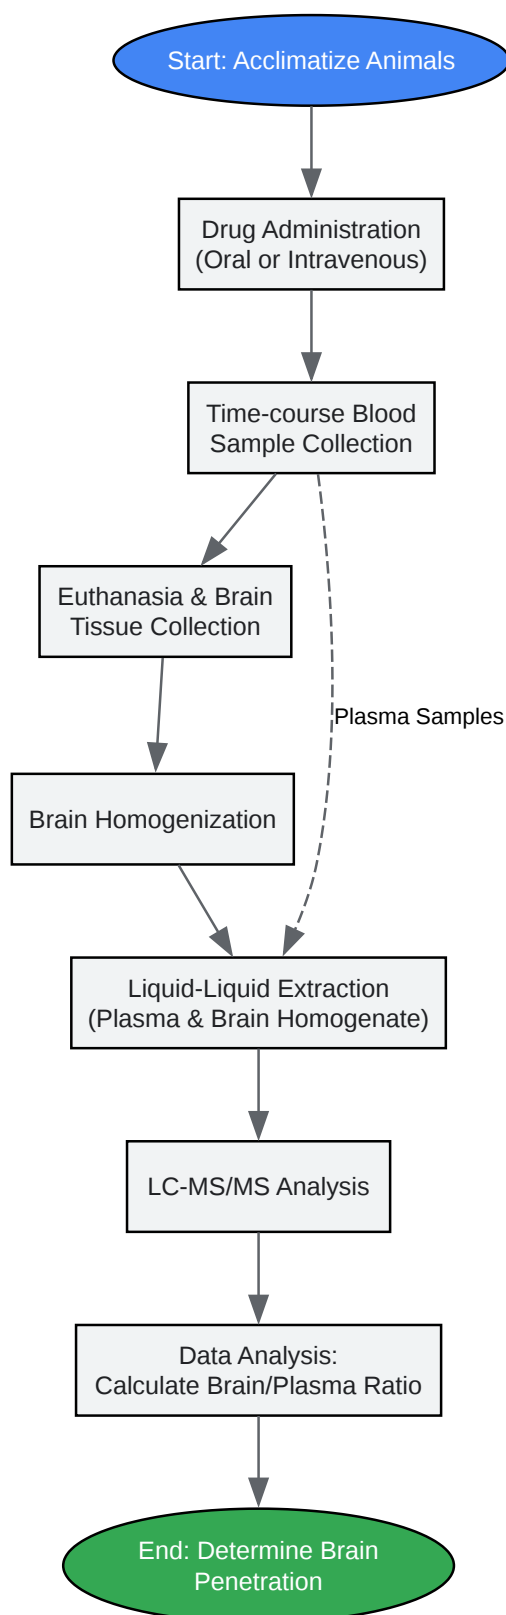 Start: Acclimatize Animals
Drug Administration
(Oral or Intravenous)
Time-course Blood
Sample Collection
Euthanasia & Brain
Tissue Collection
Plasma Samples
Brain Homogenization
Liquid-Liquid Extraction
(Plasma & Brain Homogenate)
LC-MS/MS Analysis
Data Analysis:
Calculate Brain/Plasma Ratio
End: Determine Brain
Penetration